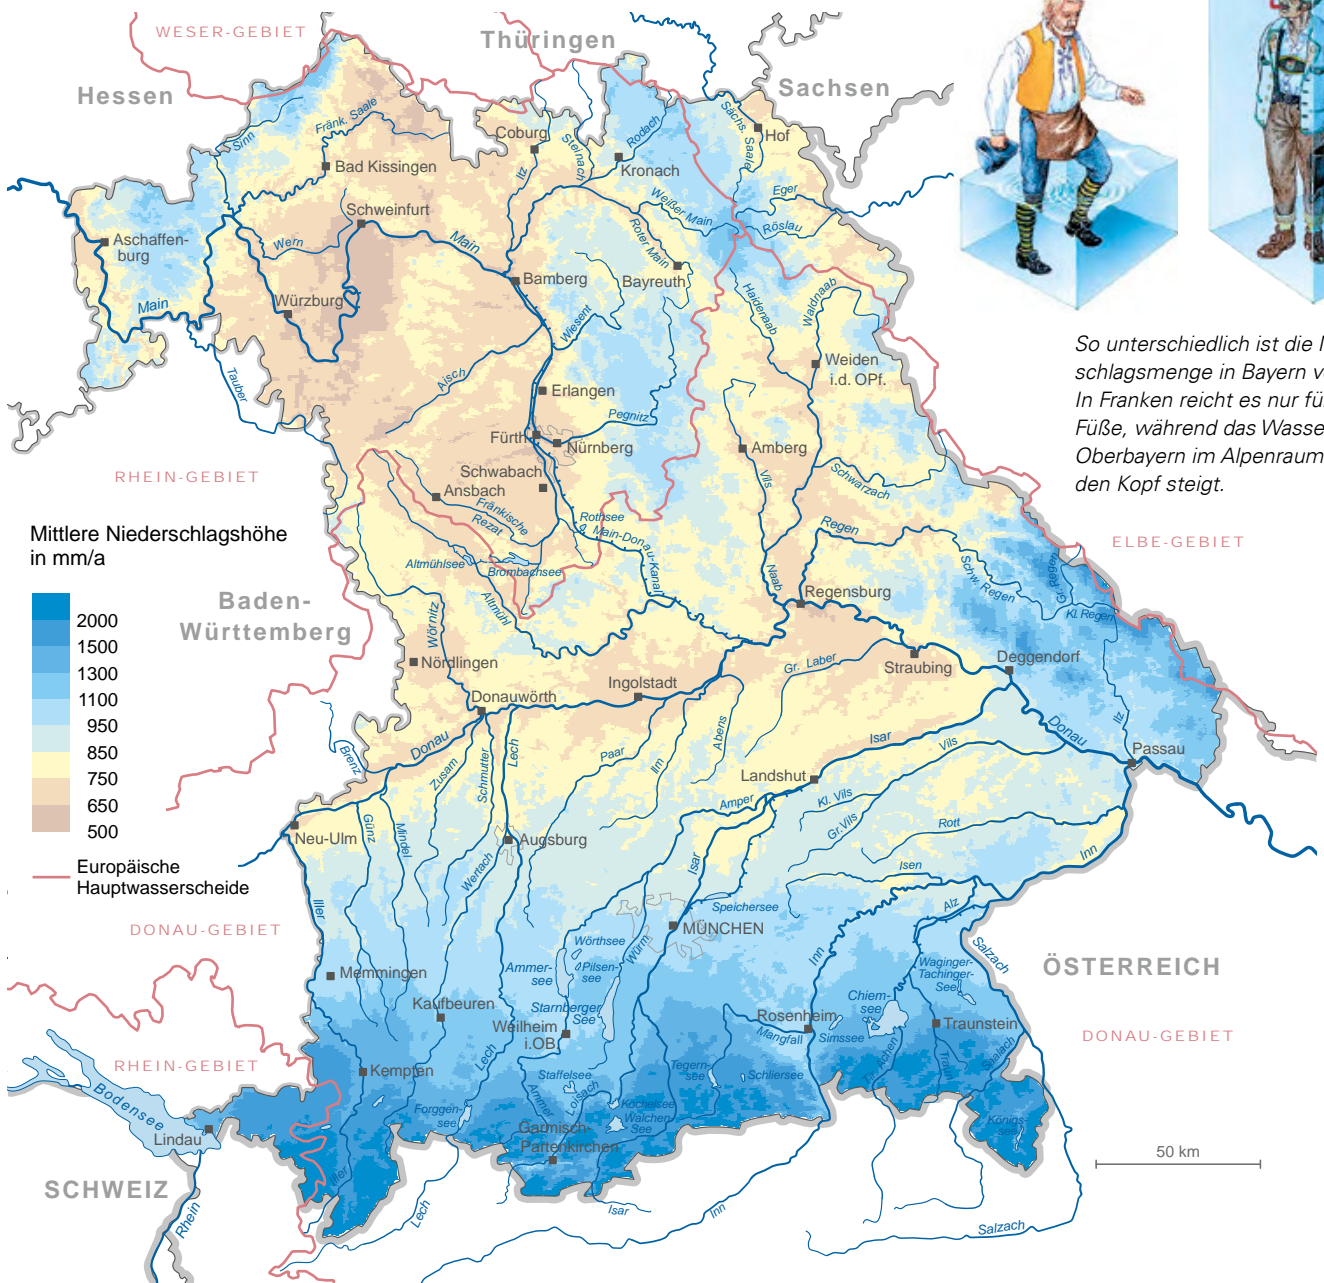 WESER-GEBIET
Thüringen
Sachsen
Hessen
Fränk. Saale
Sinn
Coburg
Itz
Steinach
Rodach
Kronach
Sächs. Saale
Hof
Bad Kissingen
Schweinfurt
Main
Wern
Weißer Main
Eger
Röslau
Roter Main
Aschaffen-
burg
Main
Würzburg
Bamberg
Bayreuth
Haidenaab
Waldnaab
Wiesent
Tauber
Aisch
Erlangen
Weiden
i.d. OPf.
Pegnitz
Fürth
Nürnberg
Amberg
Schwabach
Ansbach
Vils
Schwarzach
RHEIN-GEBIET
Fränkische
Rezat
Rothsee
Main-Donau-Kanal
Regen
Altmühlsee
Brombachsee
Altmühl
Naab
Schw. Regen
Gr. Regen
Kl. Regen
ELBE-GEBIET
Regensburg
Baden-
Württemberg
Wörnitz
Nördlingen
Gr. Laber
Straubing
Deggendorf
Ingolstadt
Donauwörth
Abens
Ilz
Brenz
Donau
Zusam
Schmutter
Lech
Paar
Ilm
Isar
Vils
Donau
Passau
Landshut
Amper
Kl. Vils
Gr. Vils
Rott
Neu-Ulm
Günz
Mindel
Augsburg
Wertach
Isar
Isen
Inn
Iller
Speichersee
Alz
MÜNCHEN
Salzach
DONAU-GEBIET
Wörthsee
Würm
Inn
Ammer-
see
Pilsen-
see
Waginger-
Tachinger-
See
ÖSTERREICH
Memmingen
Kaufbeuren
Starnberger
See
Weilheim
i.OB
Rosenheim
Chiem-
see
Traunstein
Mangfall
Simssee
DONAU-GEBIET
RHEIN-GEBIET
Lech
Kempten
Staffelsee
Tegern-
see
Schliersee
Traun
Saalach
Bodensee
Forggen-
see
Ammer
Loisach
Kochelsee
Walchen-
See
Königs-
see
Lindau
Garmisch-
Partenkirchen
Iller
SCHWEIZ
Rhein
Lech
Isar
Inn
Salzach
50 km
Mittlere Niederschlagshöhe
in mm/a
2000
1500
1300
1100
950
850
750
650
500
Europäische
Hauptwasserscheide
So unterschiedlich ist die
schlagsmenge in Bayern
In Franken reicht es nur
Füße, während das
Oberbayern im Alpenraum
den Kopf steigt.